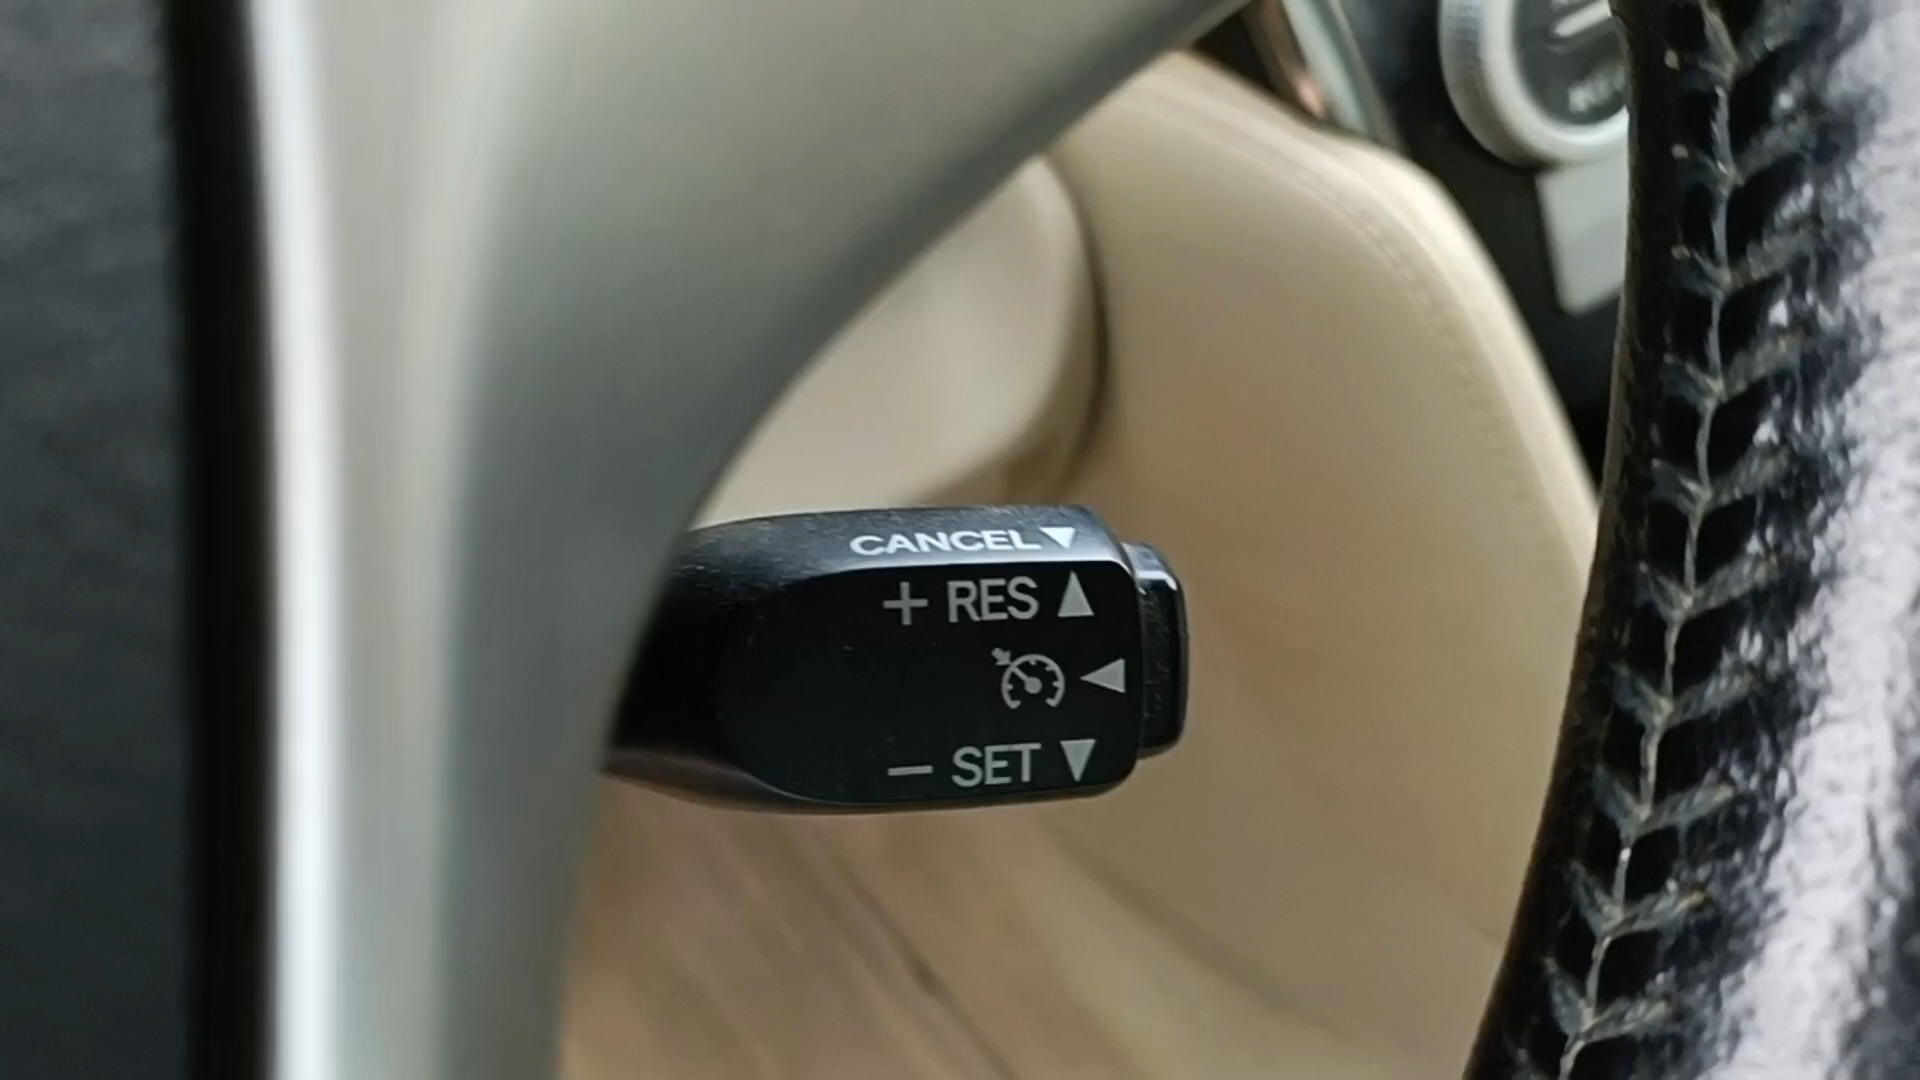 CANCEL▼
+ RES ▲
◀
− SET ▼